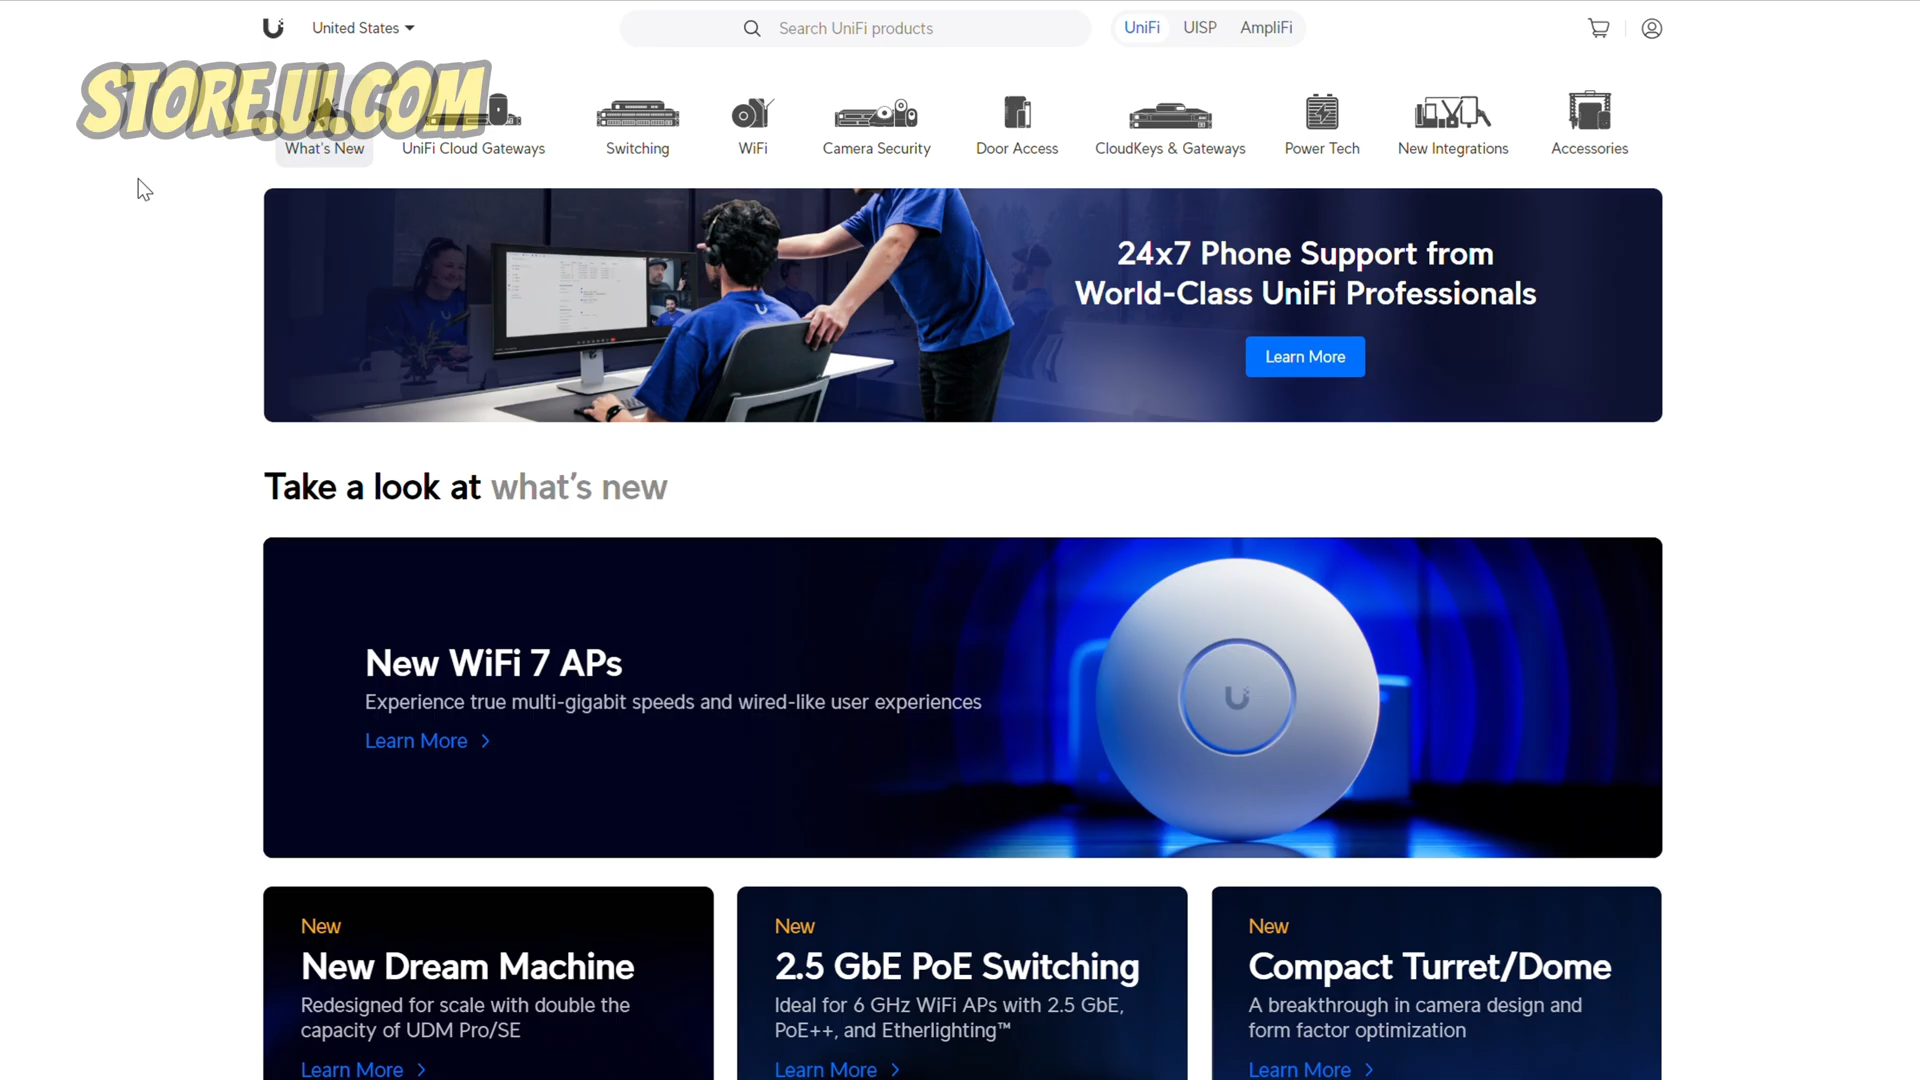 United States
Search UniFi products
UniFi
UISP
AmpliFi
STORE.UI.COM
What's New
UniFi Cloud Gateways
Switching
WiFi
Camera Security
Door Access
CloudKeys & Gateways
Power Tech
New Integrations
Accessories
24x7 Phone Support from
World-Class UniFi Professionals
Learn More
Take a look at what's new
New WiFi 7 APs
Experience true multi-gigabit speeds and wired-like user experiences
Learn More
New
New Dream Machine
Redesigned for scale with double the
capacity of UDM Pro/SE
Learn More
New
2.5 GbE PoE Switching
Ideal for 6 GHz WiFi APs with 2.5 GbE,
PoE++, and Etherlighting™
Learn More
New
Compact Turret/Dome
A breakthrough in camera design and
form factor optimization
Learn More